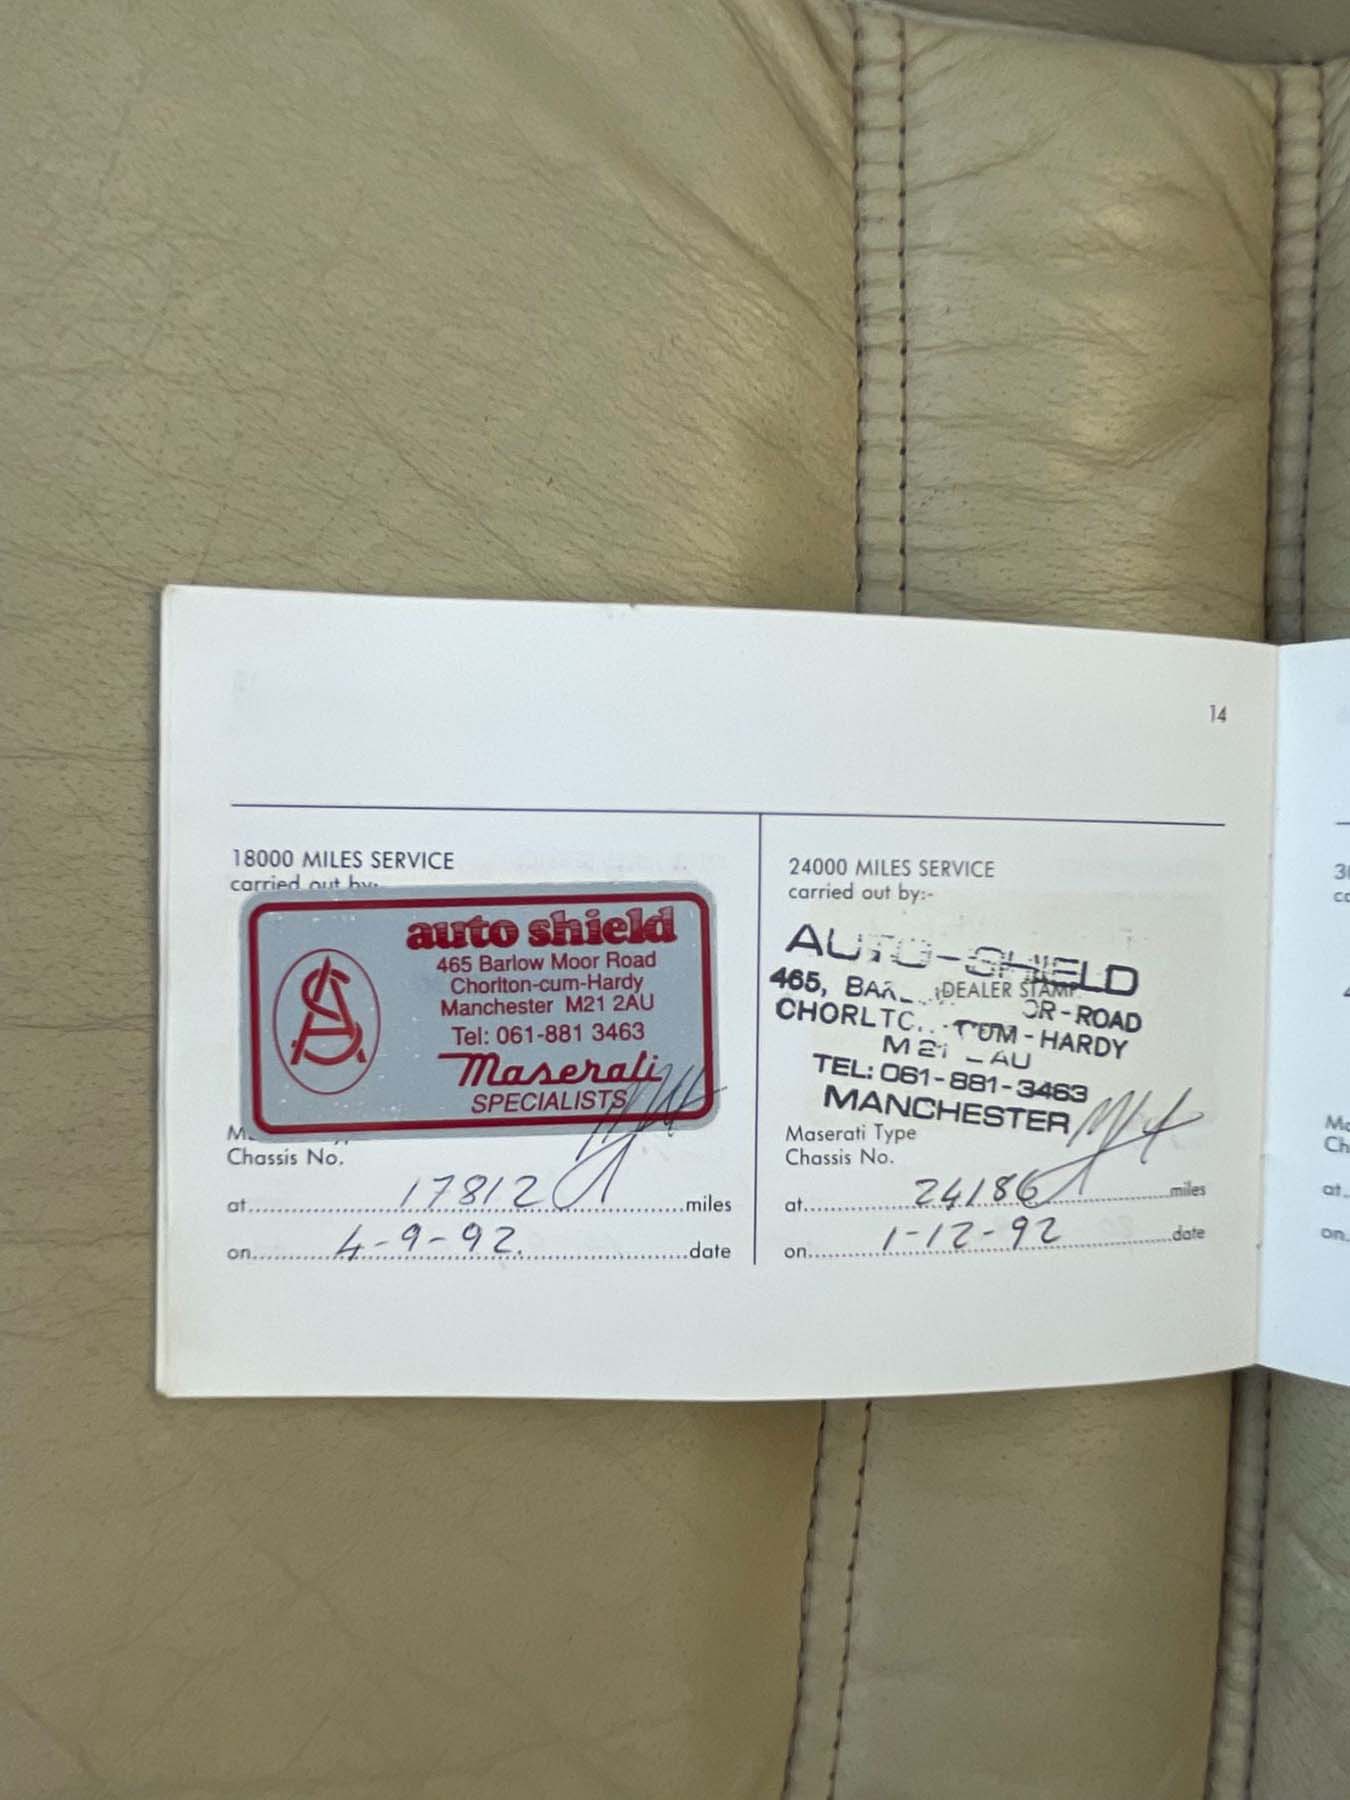 14
18000 MILES SERVICE
carried out by:-
auto shield
465 Barlow Moor Road
Chorlton-cum-Hardy
Manchester M21 2AU
Tel: 061-881 3463
Maserati
SPECIALISTS
Chassis No.
at 17812 miles
on 4-9-92. date
24000 MILES SERVICE
carried out by:-
AUTO-SHIELD
DEALER STAMP
465, OR-ROAD
CUM-HARDY
TEL: 061-881-3463
MANCHESTER
Maserati Type
Chassis No.
at 24186 miles
on 1-12-92 date